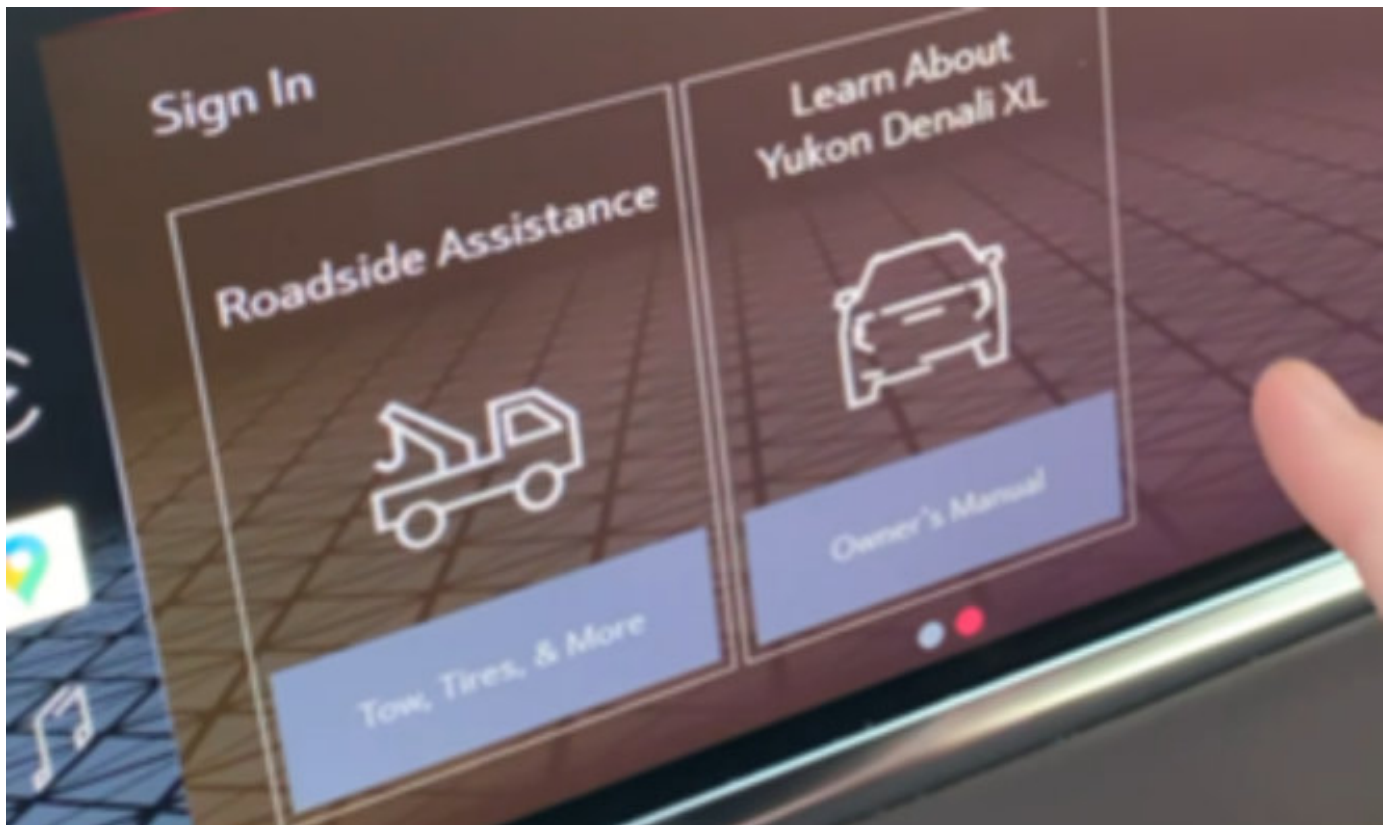 Sign In
Roadside Assistance
Tow, Tires, & More
Learn About
Yukon Denali XL
Owner's Manual